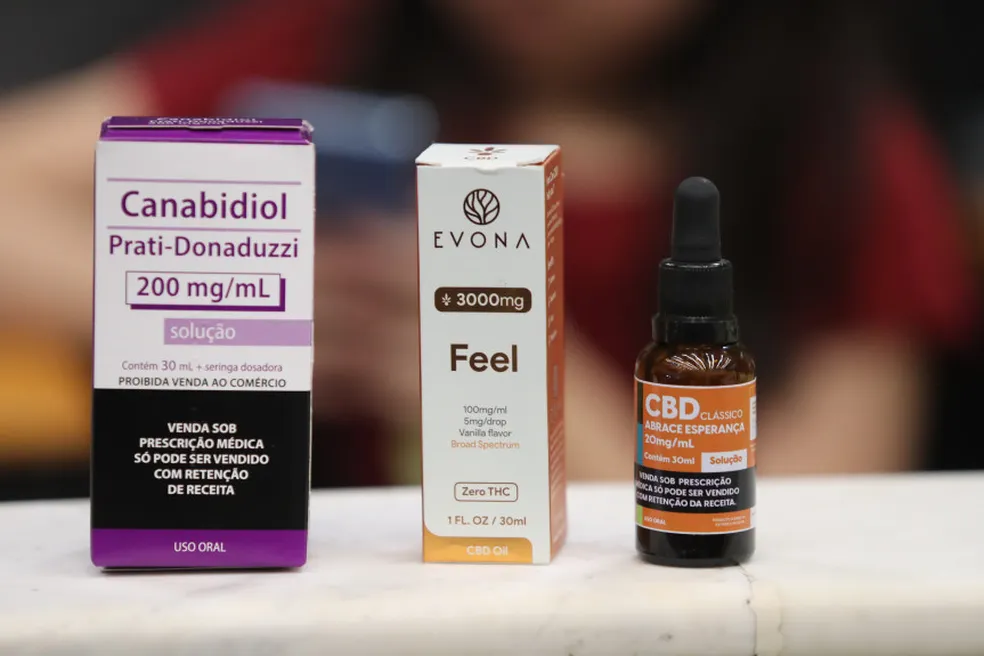 Canabidiol
Prati-Donaduzzi
200 mg/mL
solução
Contém 30 mL + seringa dosadora
PROIBIDA VENDA AO COMÉRCIO
VENDA SOB
PRESCRIÇÃO MÉDICA
SÓ PODE SER VENDIDO
COM RETENÇÃO
DE RECEITA
USO ORAL
CBD
EVONA
3000mg
Feel
100mg/ml
5mg/drop
Vanilla flavor
Broad Spectrum
Zero THC
1 FL. OZ / 30ml
CBD Oil
CBD CLÁSSICO
ABRACE ESPERANÇA
20mg/mL
Contém 30ml
Solução
VENDA SOB PRESCRIÇÃO
MÉDICA SÓ PODE SER VENDIDO
COM RETENÇÃO DA RECEITA.
USO ORAL